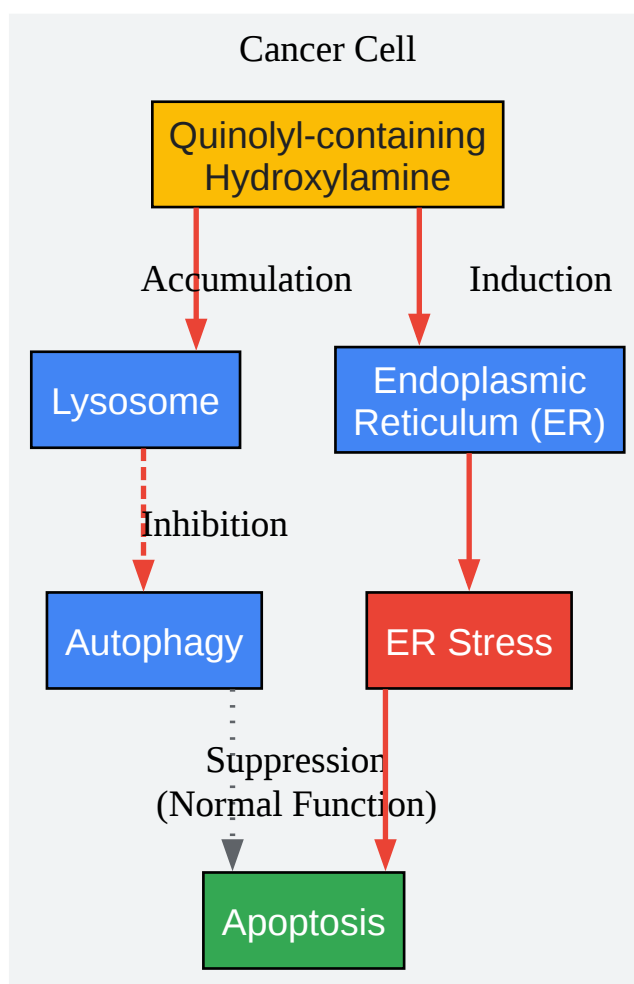 Cancer Cell
Quinolyl-containing
Hydroxylamine
Accumulation
Induction
Lysosome
Endoplasmic
Reticulum (ER)
Inhibition
Autophagy
ER Stress
Suppression
(Normal Function)
Apoptosis